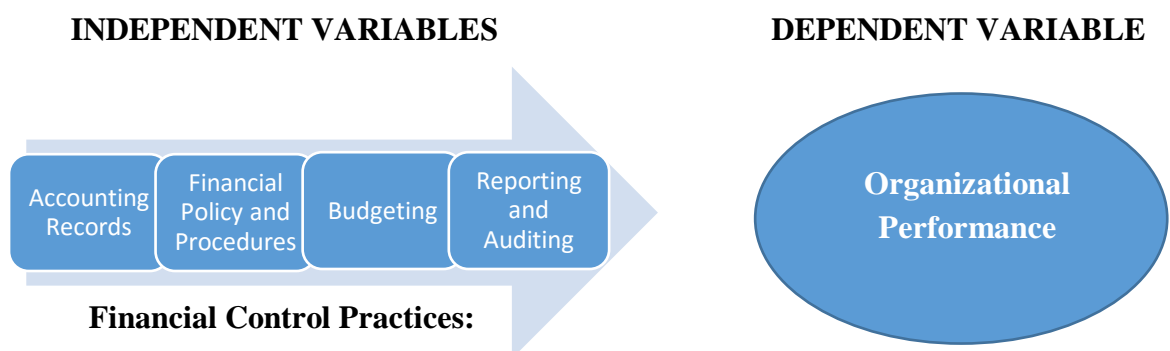 INDEPENDENT VARIABLES
DEPENDENT VARIABLE
Accounting
Records
Financial
Policy and
Procedures
Budgeting
Reporting
and
Auditing
Financial Control Practices:
Organizational
Performance